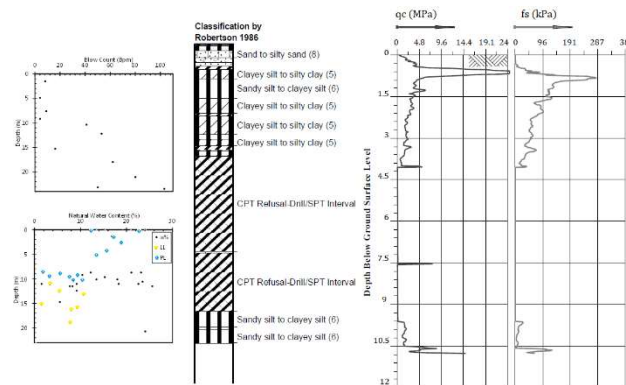 Classification by
Robertson 1986
Blow Count (Bpm)
0 20 40 60 80 100
Depth (m)
0
5
10
15
20
Natural Water Content (%)
0 10 20 30
Depth (m)
0
5
10
15
20
LL
PL
Sand to silty sand (8)
Clayey silt to silty clay (5)
Sandy silt to clayey silt (6)
Clayey silt to silty clay (5)
Clayey silt to silty clay (5)
Clayey silt to silty clay (5)
CPT Refusal-Drill/SPT Interval
CPT Refusal-Drill/SPT Interval
Sandy silt to clayey silt (6)
Sandy silt to clayey silt (6)
qc (MPa)
0 4.8 9.6 14.4 19.1 24
fs (kPa)
0 96 191 287 383
Depth Below Ground Surface Level
0
1.5
3
4.5
6
7.5
9
10.5
12